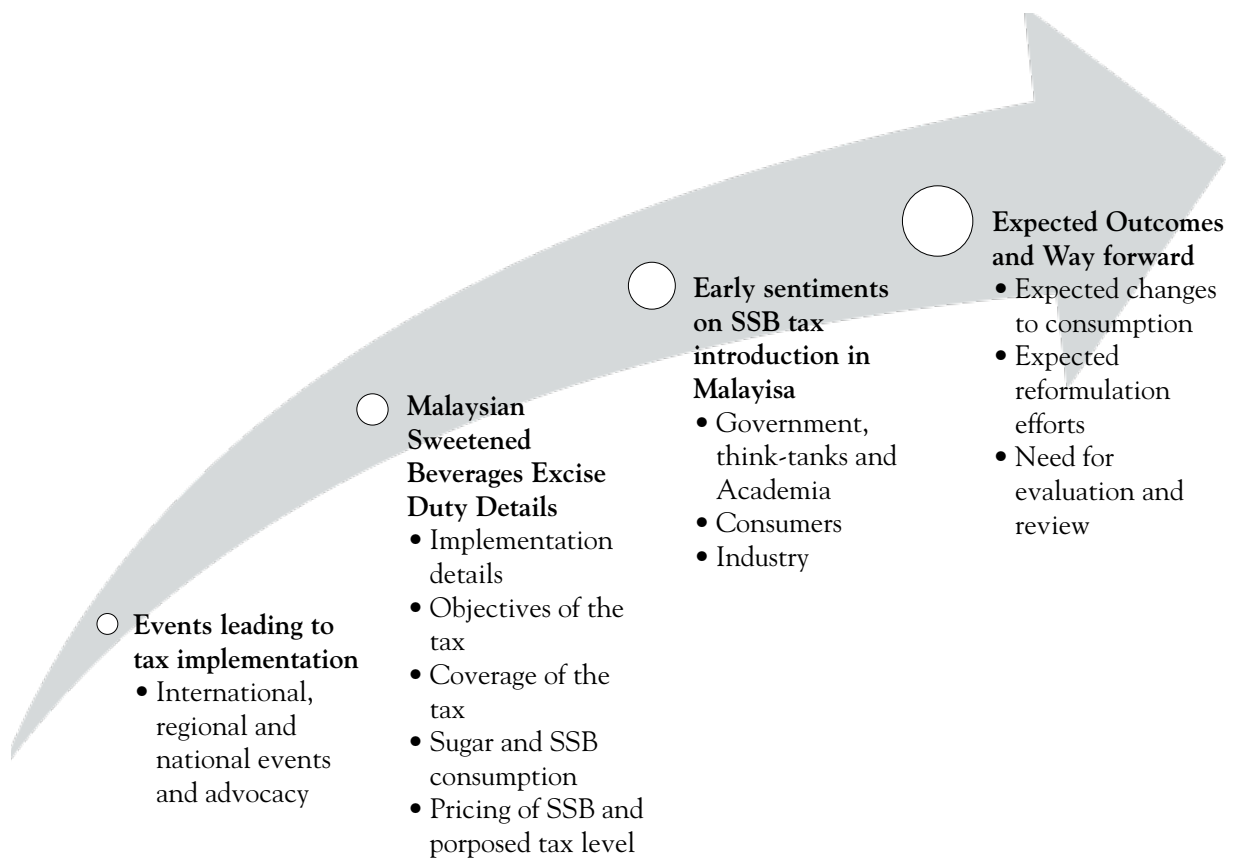 Events leading to
tax implementation
• International,
regional and
national events
and advocacy
Malaysian
Sweetened
Beverages Excise
Duty Details
• Implementation
details
• Objectives of the
tax
• Coverage of the
tax
• Sugar and SSB
consumption
• Pricing of SSB and
porposed tax level
Early sentiments
on SSB tax
introduction in
Malayisa
• Government,
think-tanks and
Academia
• Consumers
• Industry
Expected Outcomes
and Way forward
• Expected changes
to consumption
• Expected
reformulation
efforts
• Need for
evaluation and
review